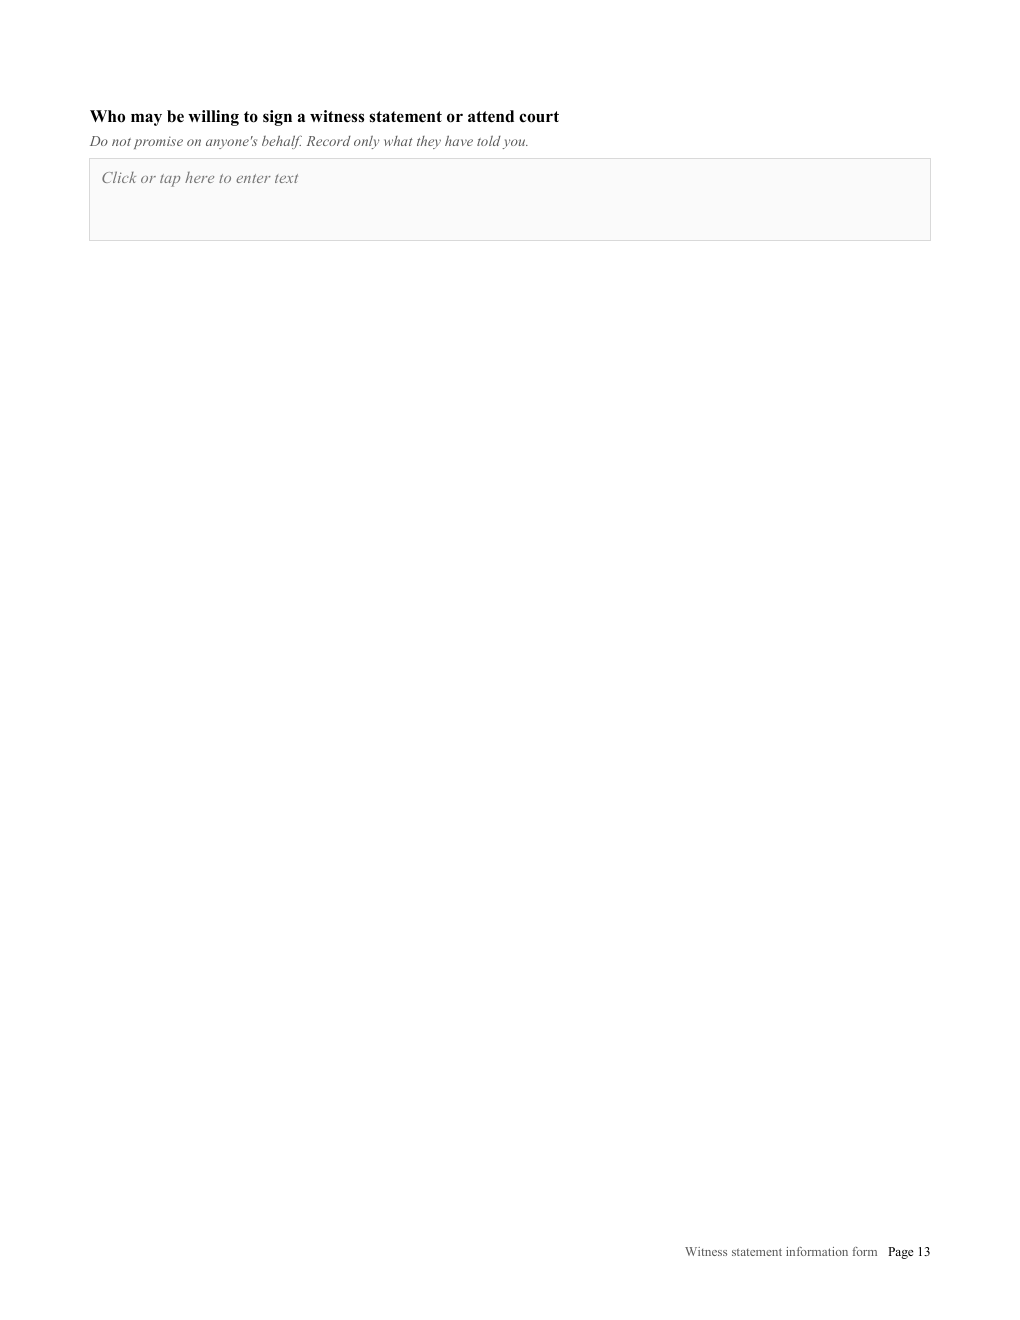 Who may be willing to sign a witness statement or attend court
Do not promise on anyone's behalf. Record only what they have told you.
Click or tap here to enter text
Witness statement information form Page 13